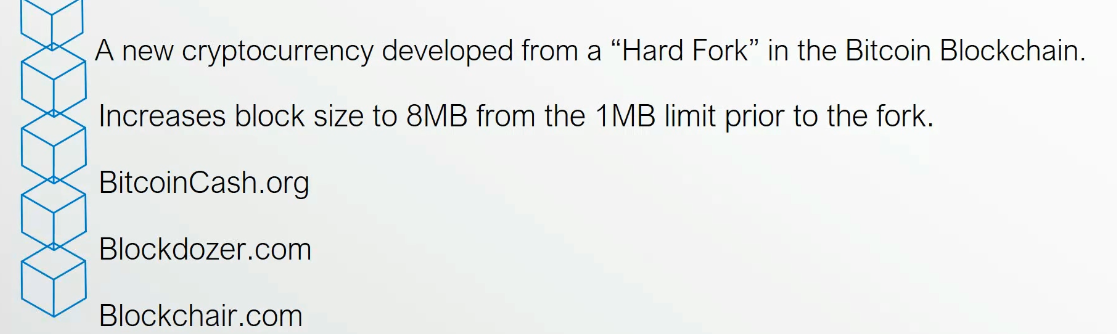 A new cryptocurrency developed from a “Hard Fork” in the Bitcoin Blockchain.
Increases block size to 8MB from the 1MB limit prior to the fork.
BitcoinCash.org
Blockdozer.com
Blockchair.com